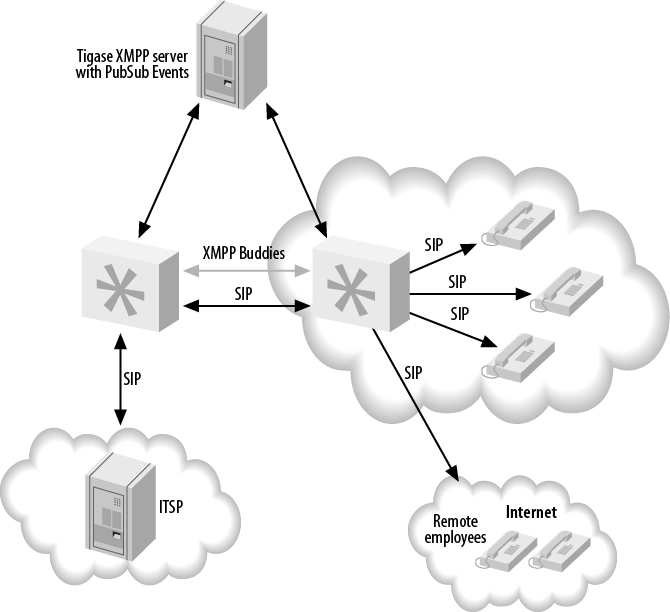 Tigase XMPP server
with PubSub Events
XMPP Buddies
SIP
SIP
SIP
SIP
SIP
SIP
ITSP
Internet
Remote
employees